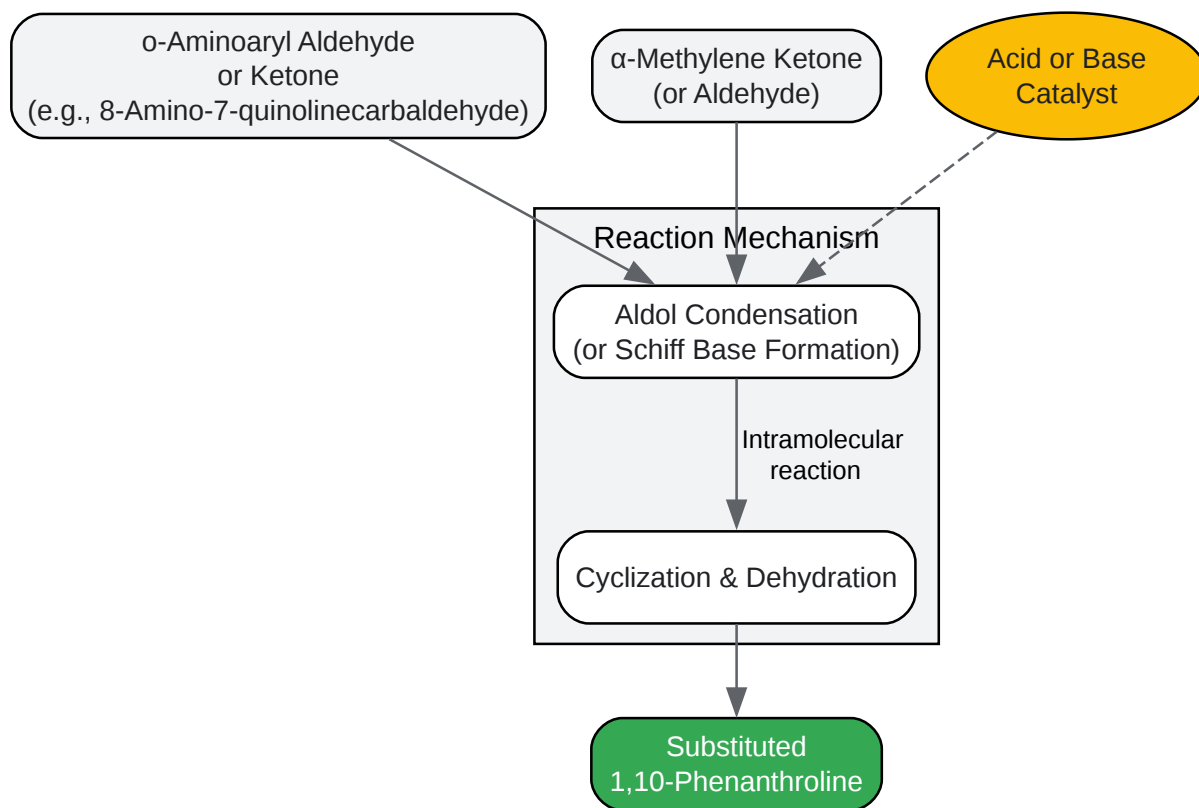 o-Aminoaryl Aldehyde
or Ketone
(e.g., 8-Amino-7-quinolinecarbaldehyde)
α-Methylene Ketone
(or Aldehyde)
Acid or Base
Catalyst
Reaction Mechanism
Aldol Condensation
(or Schiff Base Formation)
Intramolecular
reaction
Cyclization & Dehydration
Substituted
1,10-Phenanthroline